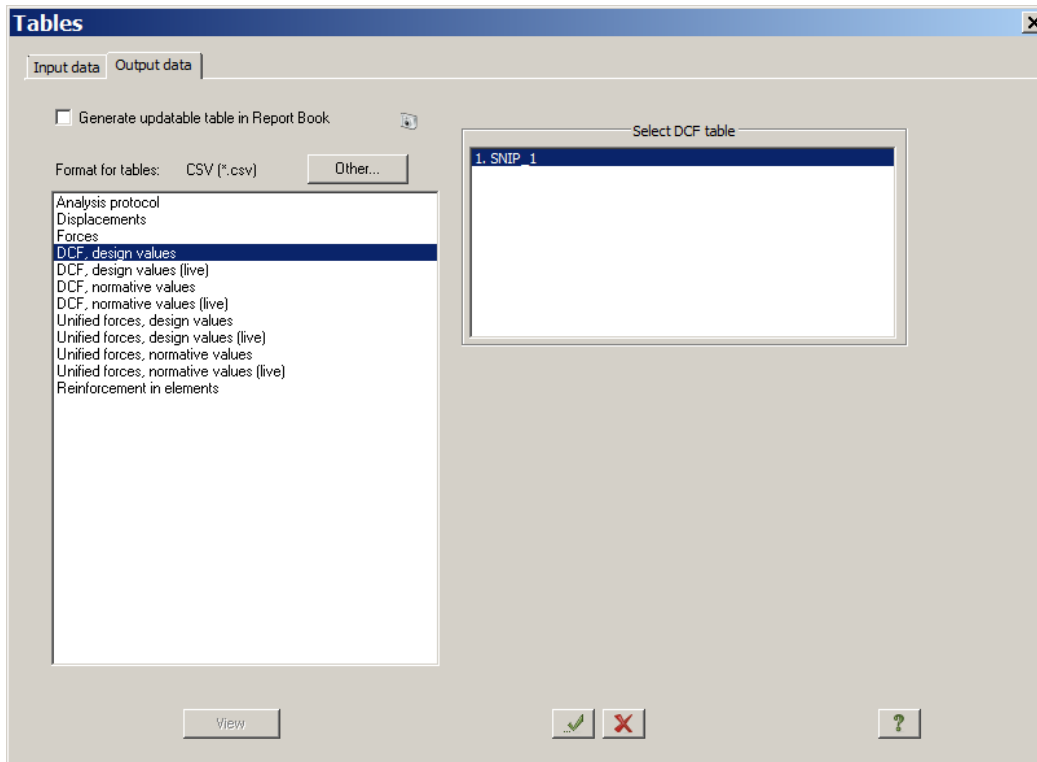 Tables
Input data
Output data
Generate updatable table in Report Book
Format for tables: CSV (*.csv) Other...
Analysis protocol
Displacements
Forces
DCF, design values
DCF, design values (live)
DCF, normative values
DCF, normative values (live)
Unified forces, design values
Unified forces, design values (live)
Unified forces, normative values
Unified forces, normative values (live)
Reinforcement in elements
Select DCF table
1. SNIP_1
View
?